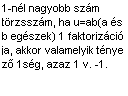 1-nél nagyobb szám
törzsszám, ha u=ab(a és
b egészek) 1 faktorizáció
ja, akkor valamelyik ténye
ző 1ség, azaz 1 v. -1.